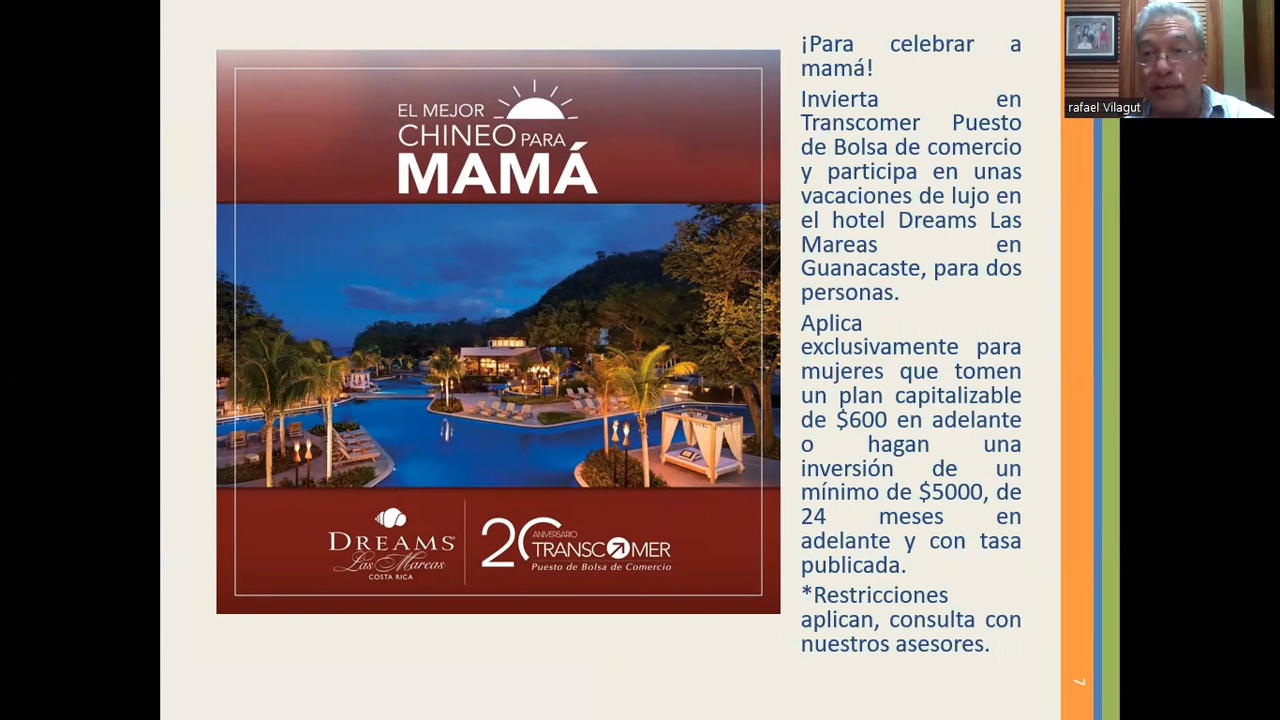 EL MEJOR
CHINEO PARA
MAMÁ
DREAMS
Las Mareas
COSTA RICA
20
ANIVERSARIO
TRANSCOMER
Puesto de Bolsa de Comercio
¡Para celebrar a
mamá!
Invierta en
Transcomer Puesto
de Bolsa de comercio
y participa en unas
vacaciones de lujo en
el hotel Dreams Las
Mareas en
Guanacaste, para dos
personas.
Aplica
exclusivamente para
mujeres que tomen
un plan capitalizable
de $600 en adelante
o hagan una
inversión de un
mínimo de $5000, de
24 meses en
adelante y con tasa
publicada.
*Restricciones
aplican, consulta con
nuestros asesores.
rafael Vilagut
7